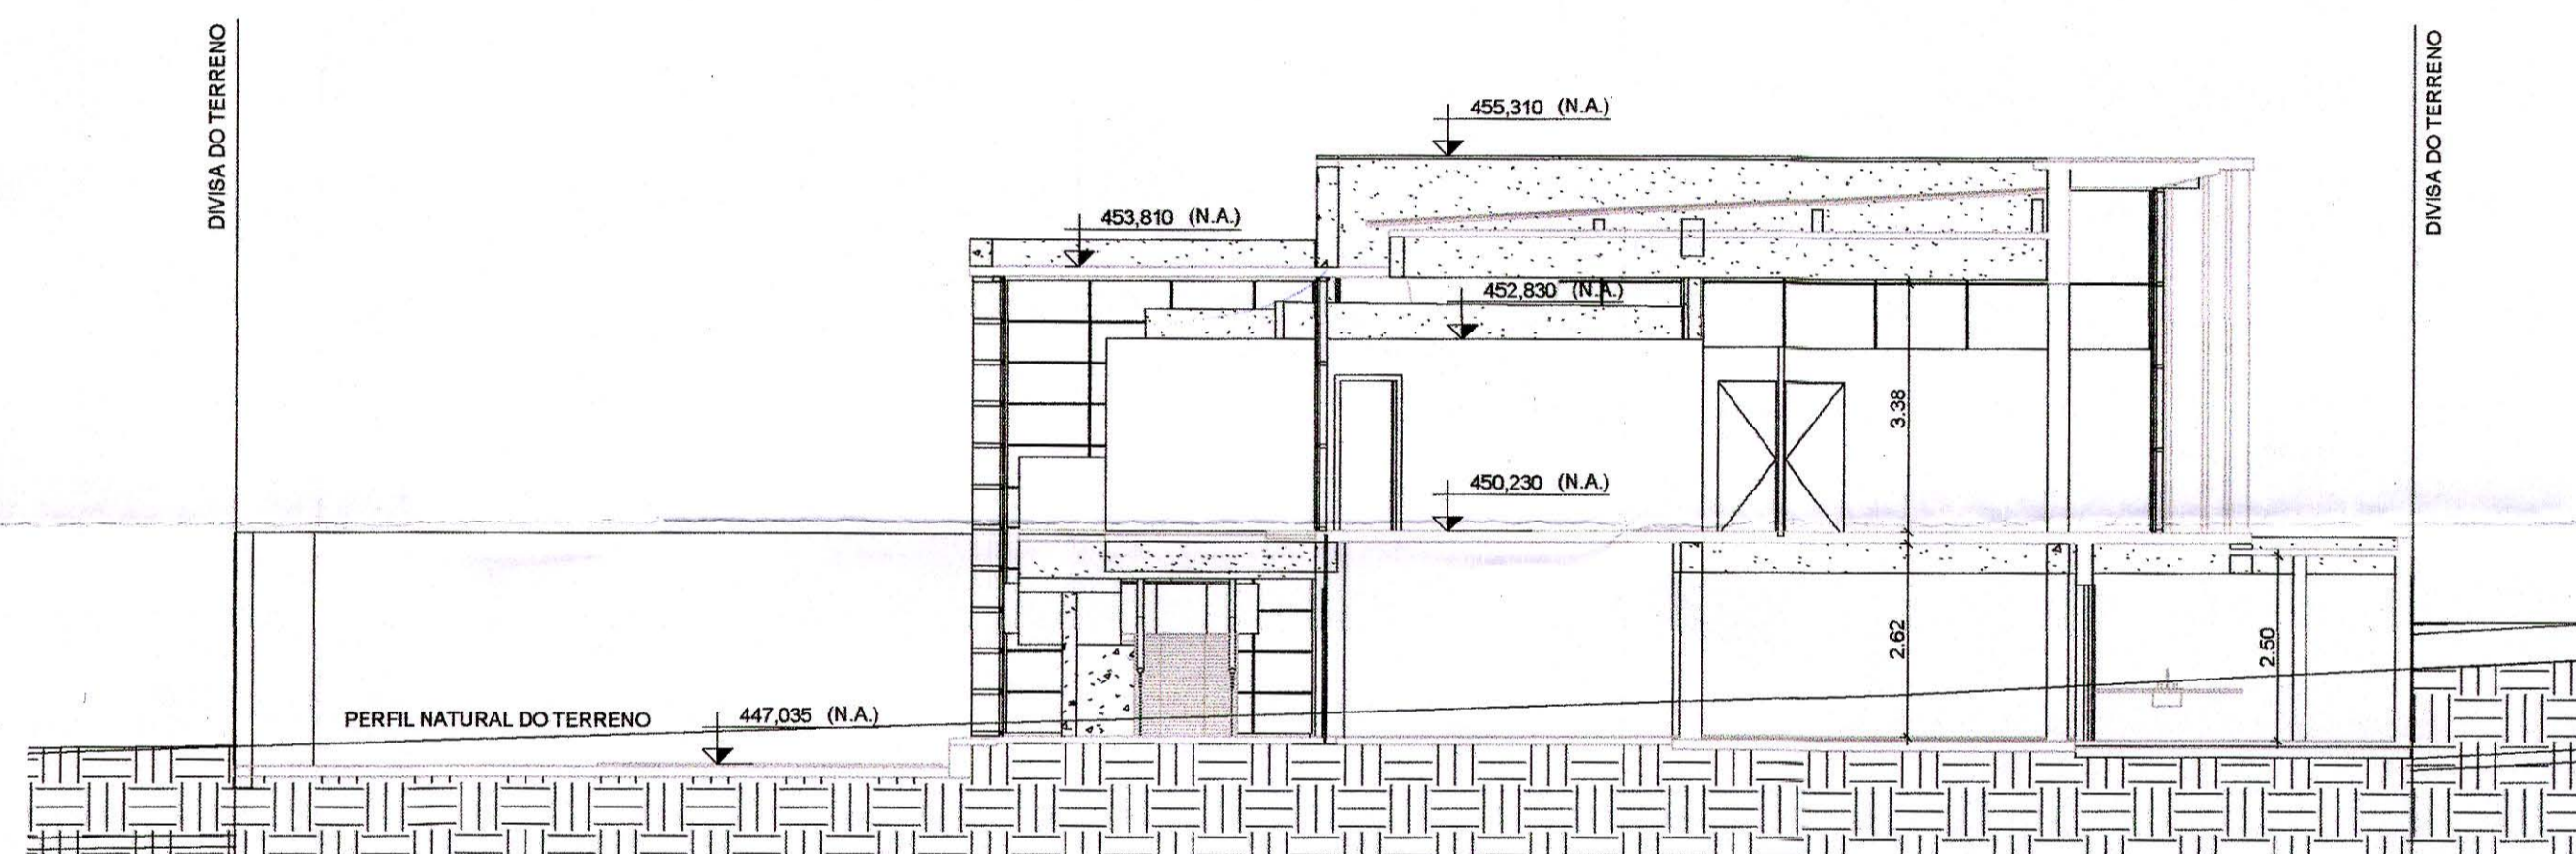 DIVISA DO TERRENO
DIVISA DO TERRENO
455,310 (N.A.)
453,810 (N.A.)
452,830 (N.A.)
3.38
450,230 (N.A.)
2.62
2.50
PERFIL NATURAL DO TERRENO
447,035 (N.A.)